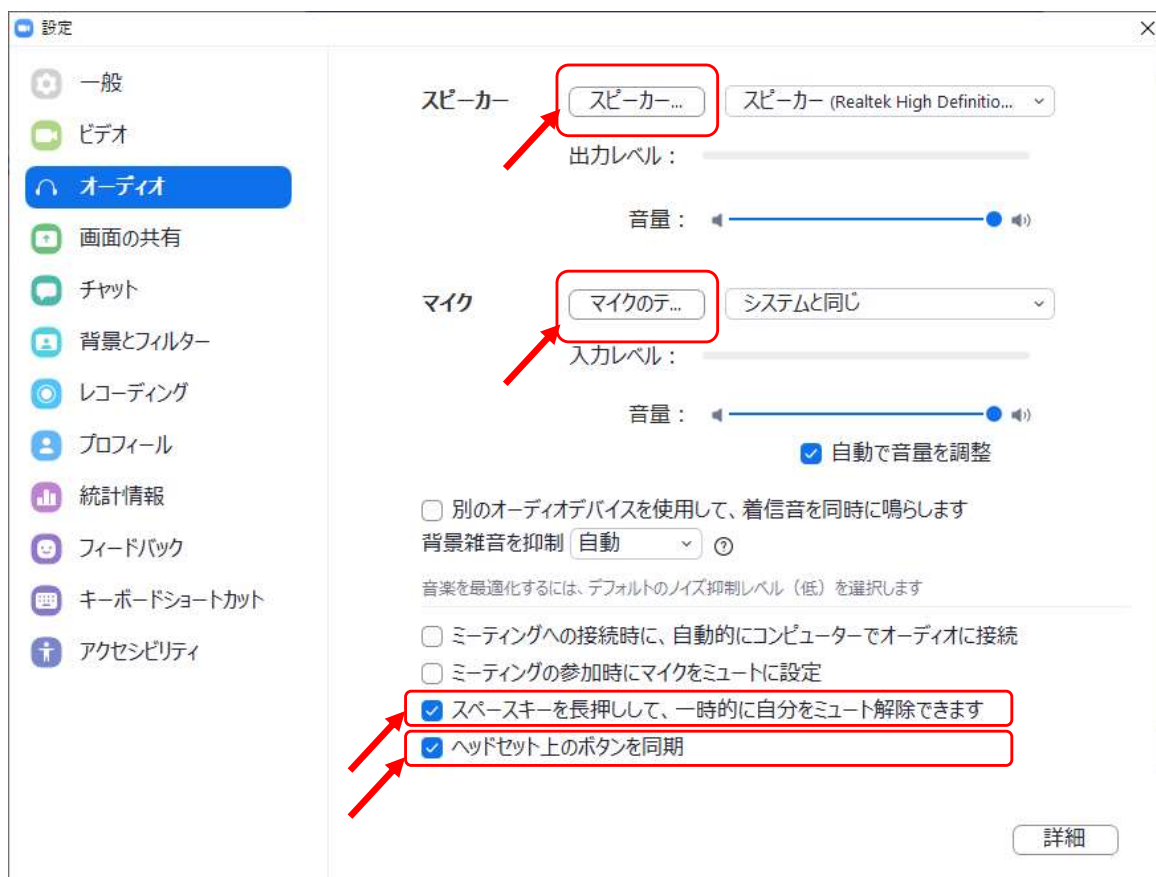 設定
一般
ビデオ
オーディオ
画面の共有
チャット
背景とフィルター
レコーディング
プロフィール
統計情報
フィードバック
キーボードショートカット
アクセシビリティ
スピーカー スピーカー... スピーカー (Realtek High Definitio...
出力レベル：
音量：
マイク マイクのテ... システムと同じ
入力レベル：
音量：
自動で音量を調整
別のオーディオデバイスを使用して、着信音を同時に鳴らします
背景雑音を抑制 自動
音楽を最適化するには、デフォルトのノイズ抑制レベル（低）を選択します
ミーティングへの接続時に、自動的にコンピューターでオーディオに接続
ミーティングの参加時にマイクをミュートに設定
スペースキーを長押しして、一時的に自分をミュート解除できます
ヘッドセット上のボタンを同期
詳細